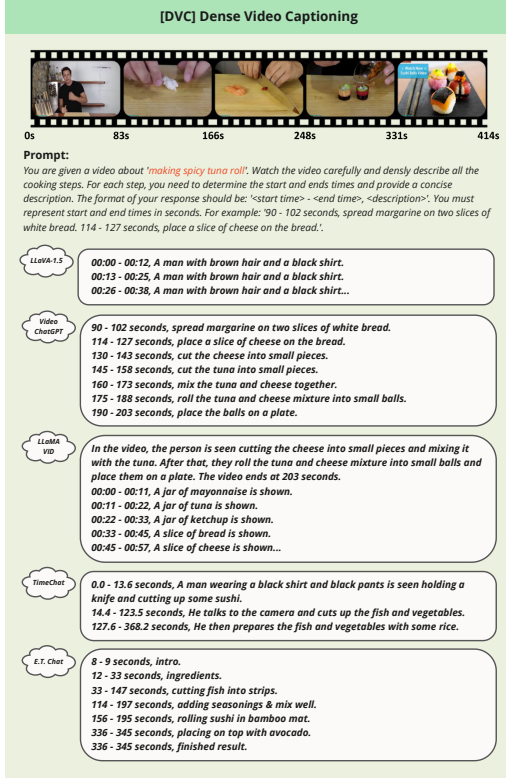 [DVC] Dense Video Captioning
0s 83s 166s 248s 331s 414s
Prompt:
You are given a video about 'making spicy tuna roll'. Watch the video carefully and densly describe all the
cooking steps. For each step, you need to determine the start and ends times and provide a concise
description. The format of your response should be: '<start time> - <end time>, <description>'. You must
represent start and end times in seconds. For example: '90 - 102 seconds, spread margarine on two slices of
white bread. 114 - 127 seconds, place a slice of cheese on the bread.'.
LLaVA-1.5
00:00 - 00:12, A man with brown hair and a black shirt.
00:13 - 00:25, A man with brown hair and a black shirt.
00:26 - 00:38, A man with brown hair and a black shirt...
Video
ChatGPT
90 - 102 seconds, spread margarine on two slices of white bread.
114 - 127 seconds, place a slice of cheese on the bread.
130 - 143 seconds, cut the cheese into small pieces.
145 - 158 seconds, cut the tuna into small pieces.
160 - 173 seconds, mix the tuna and cheese together.
175 - 188 seconds, roll the tuna and cheese mixture into small balls.
190 - 203 seconds, place the balls on a plate.
LLaMA
VID
In the video, the person is seen cutting the cheese into small pieces and mixing it
with the tuna. After that, they roll the tuna and cheese mixture into small balls and
place them on a plate. The video ends at 203 seconds.
00:00 - 00:11, A jar of mayonnaise is shown.
00:11 - 00:22, A jar of tuna is shown.
00:22 - 00:33, A jar of ketchup is shown.
00:33 - 00:45, A slice of bread is shown.
00:45 - 00:57, A slice of cheese is shown...
TimeChat
0.0 - 13.6 seconds, A man wearing a black shirt and black pants is seen holding a
knife and cutting up some sushi.
14.4 - 123.5 seconds, He talks to the camera and cuts up the fish and vegetables.
127.6 - 368.2 seconds, He then prepares the fish and vegetables with some rice.
E.T. Chat
8 - 9 seconds, intro.
12 - 33 seconds, ingredients.
33 - 147 seconds, cutting fish into strips.
114 - 197 seconds, adding seasonings & mix well.
156 - 195 seconds, rolling sushi in bamboo mat.
336 - 345 seconds, placing on top with avocado.
336 - 345 seconds, finished result.